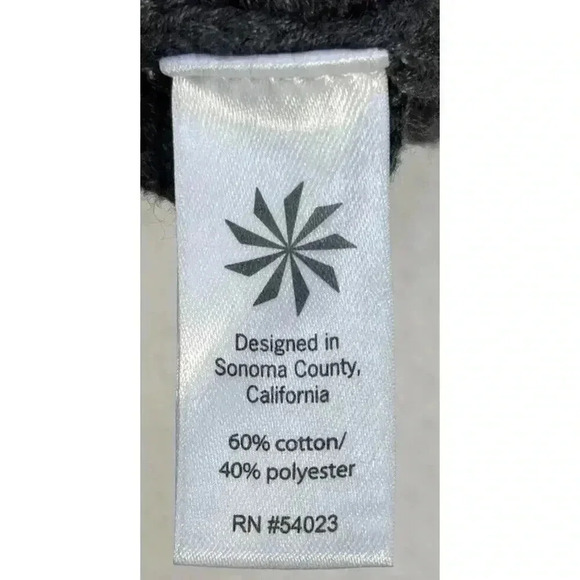 Designed in
Sonoma County,
California
60% cotton/
40% polyester
RN #54023